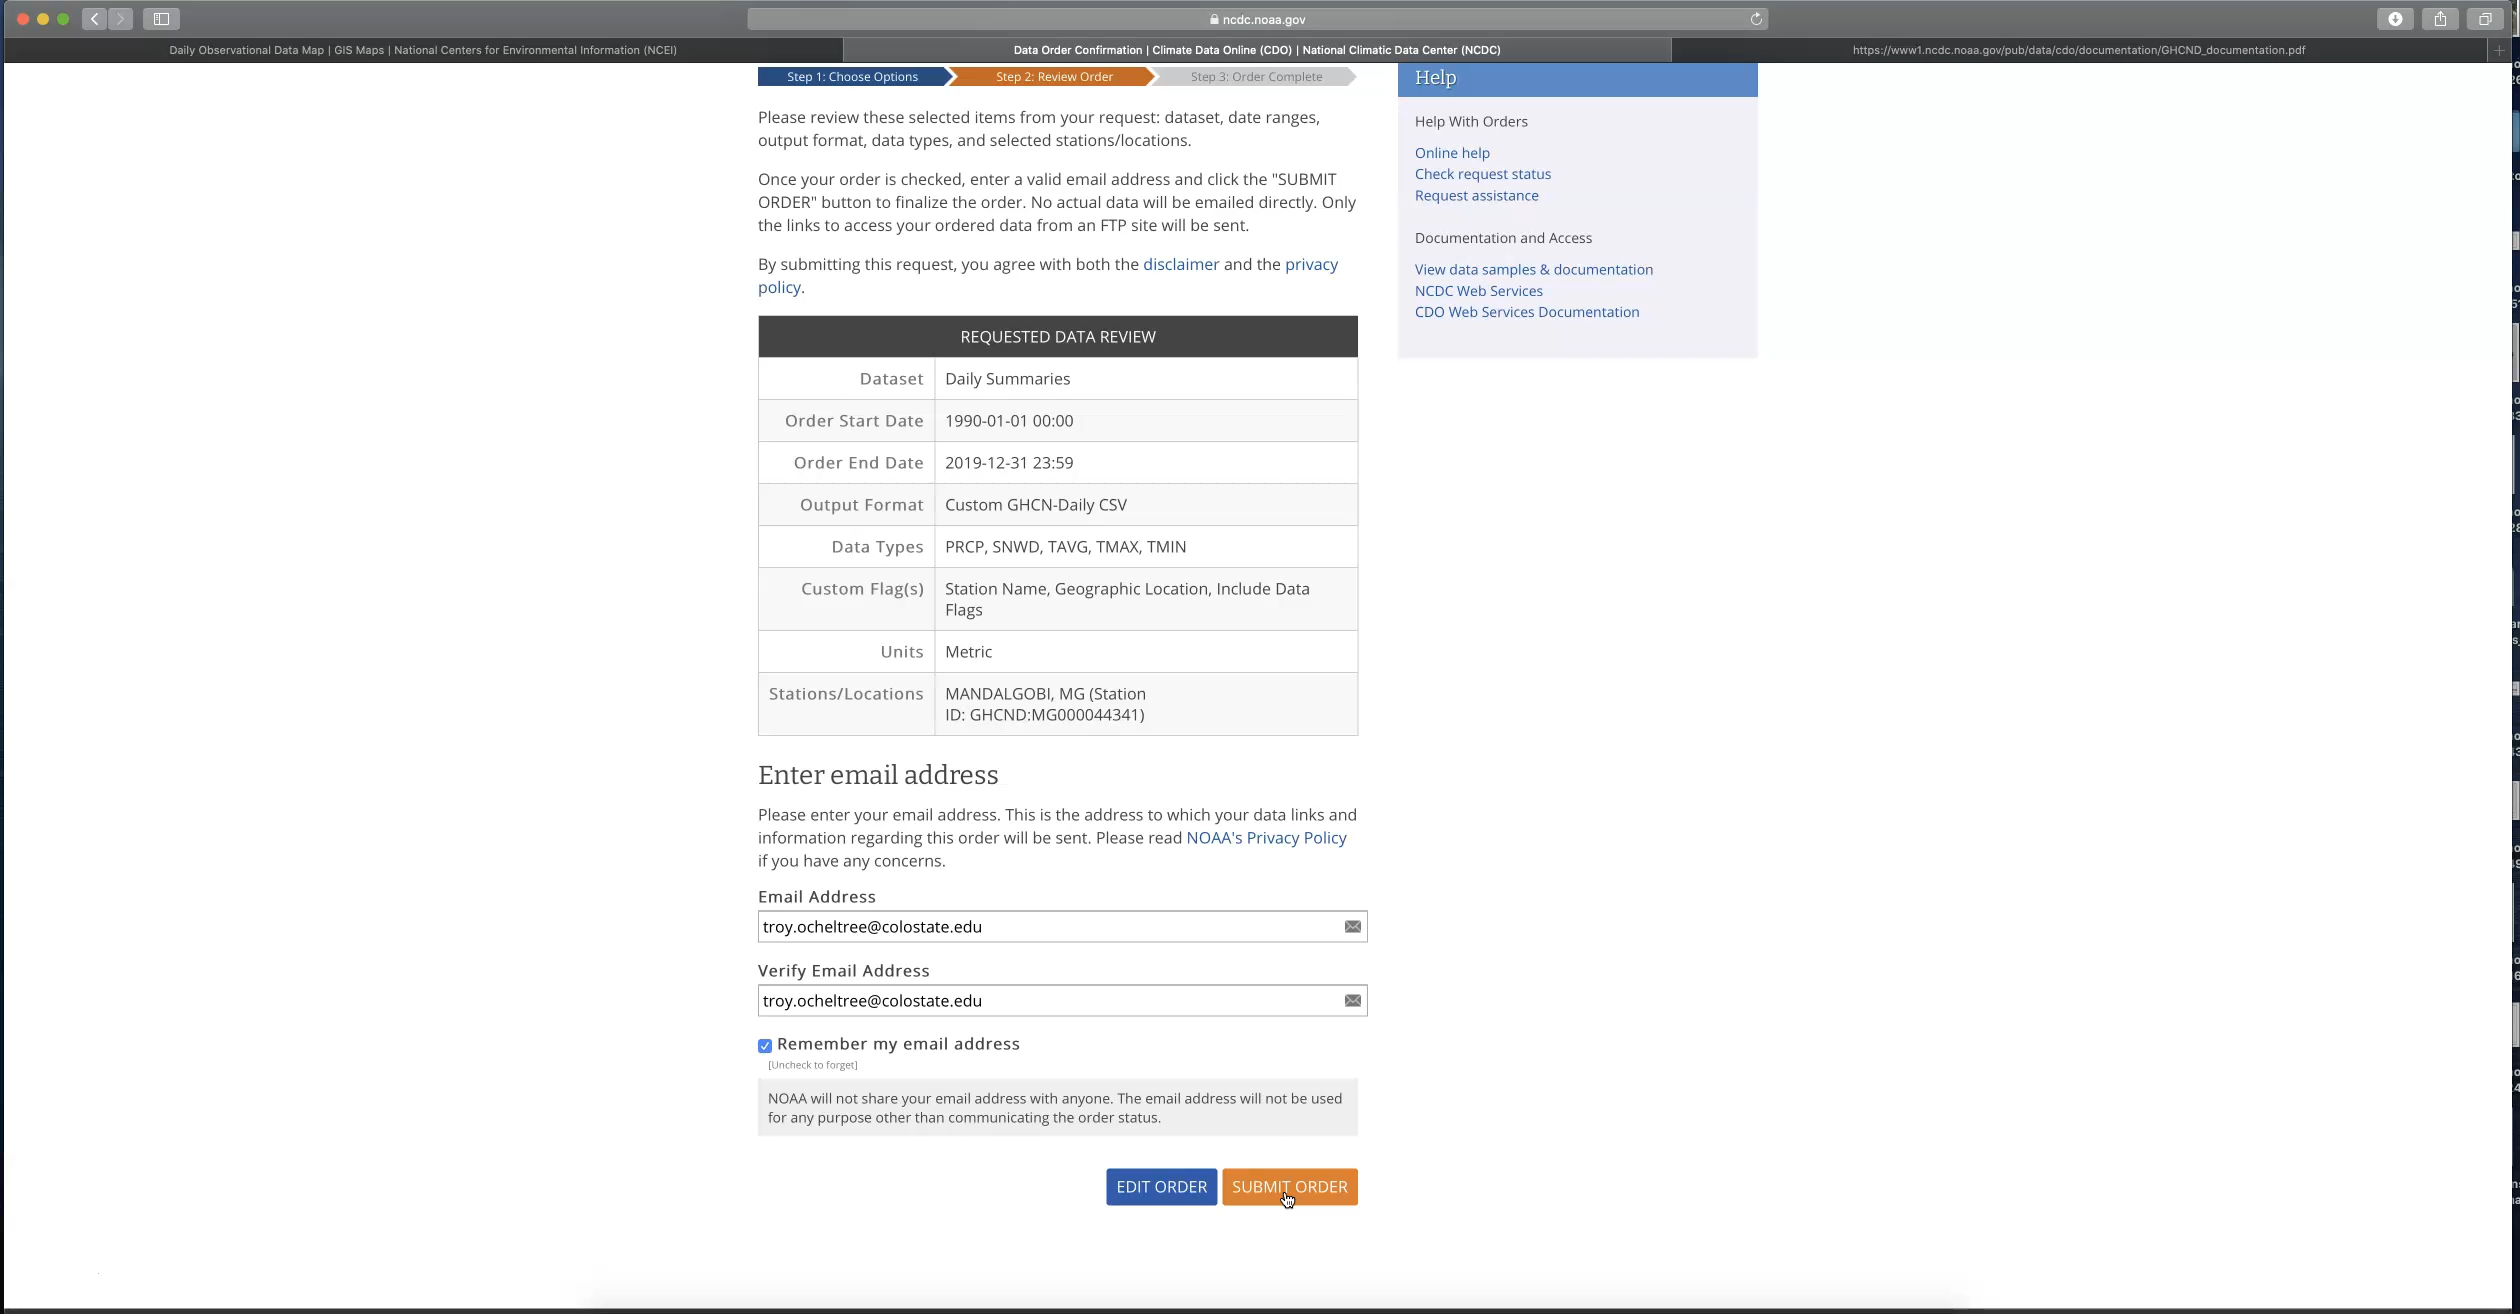 ncdc.noaa.gov
Daily Observational Data Map | GIS Maps | National Centers for Environmental Information (NCEI)
Data Order Confirmation | Climate Data Online (CDO) | National Climatic Data Center (NCDC)
https://www1.ncdc.noaa.gov/pub/data/cdo/documentation/GHCND_documentation.pdf
Step 1: Choose Options
Step 2: Review Order
Step 3: Order Complete
Please review these selected items from your request: dataset, date ranges,
output format, data types, and selected stations/locations.
Once your order is checked, enter a valid email address and click the "SUBMIT
ORDER" button to finalize the order. No actual data will be emailed directly. Only
the links to access your ordered data from an FTP site will be sent.
By submitting this request, you agree with both the disclaimer and the privacy
policy.
REQUESTED DATA REVIEW
Dataset Daily Summaries
Order Start Date 1990-01-01 00:00
Order End Date 2019-12-31 23:59
Output Format Custom GHCN-Daily CSV
Data Types PRCP, SNWD, TAVG, TMAX, TMIN
Custom Flag(s) Station Name, Geographic Location, Include Data
Flags
Units Metric
Stations/Locations MANDALGOBI, MG (Station
ID: GHCND:MG000044341)
Enter email address
Please enter your email address. This is the address to which your data links and
information regarding this order will be sent. Please read NOAA's Privacy Policy
if you have any concerns.
Email Address
troy.ocheltree@colostate.edu
Verify Email Address
troy.ocheltree@colostate.edu
Remember my email address
[Uncheck to forget]
NOAA will not share your email address with anyone. The email address will not be used
for any purpose other than communicating the order status.
EDIT ORDER
SUBMIT ORDER
Help
Help With Orders
Online help
Check request status
Request assistance
Documentation and Access
View data samples & documentation
NCDC Web Services
CDO Web Services Documentation